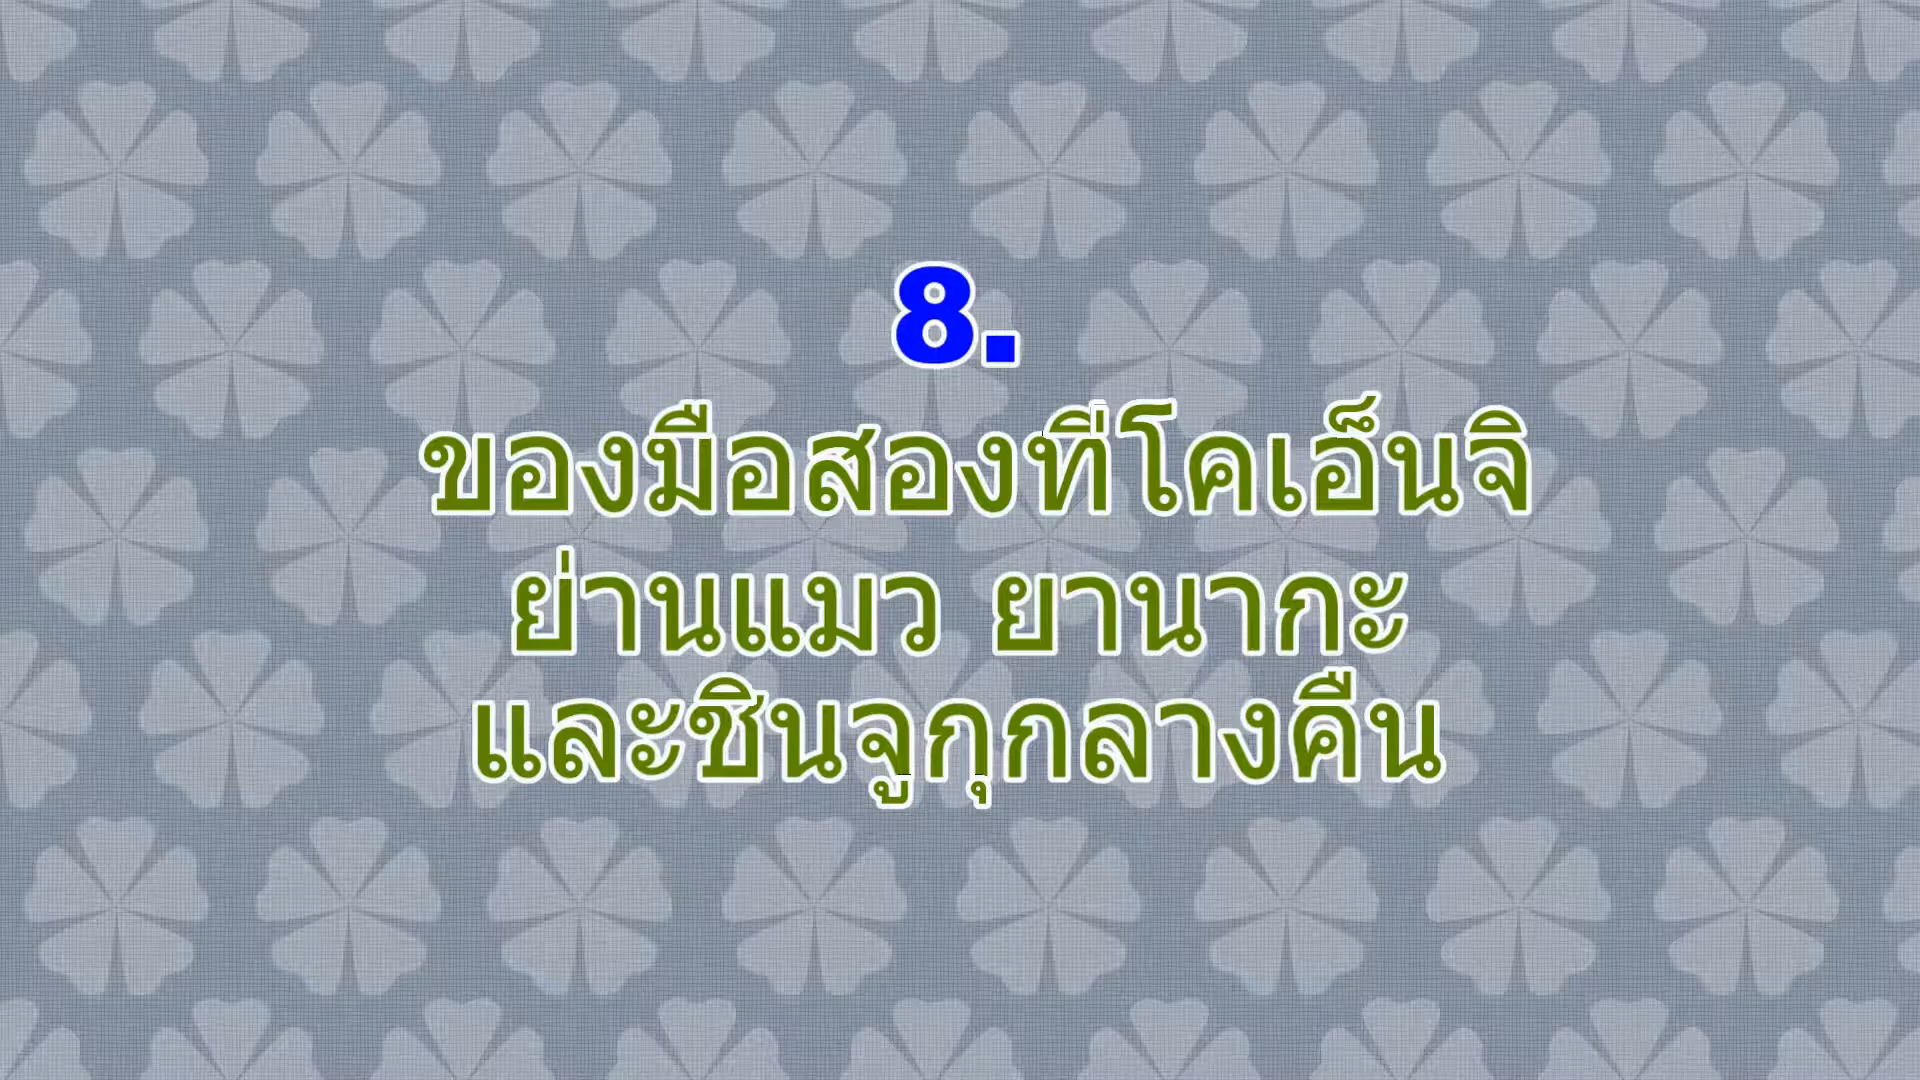 8.
ของมือสองที่โคเอ็นจิ
ย่านแมว ยานากะ
และชินจูกุกลางคืน